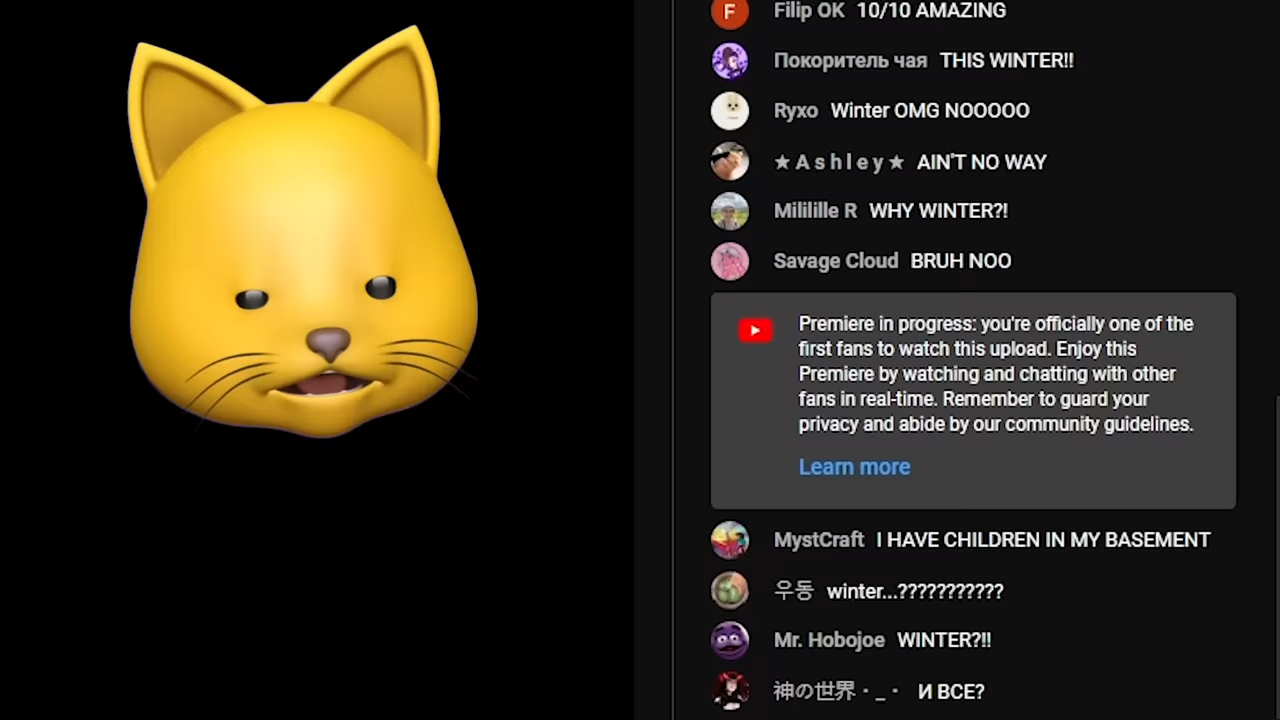 F Filip OK 10/10 AMAZING
Покоритель чая THIS WINTER!!
Ryxo Winter OMG NOOOOO
★ A s h l e y ★ AIN'T NO WAY
Mililille R WHY WINTER?!
Savage Cloud BRUH NOO
Premiere in progress: you're officially one of the
first fans to watch this upload. Enjoy this
Premiere by watching and chatting with other
fans in real-time. Remember to guard your
privacy and abide by our community guidelines.
Learn more
MystCraft I HAVE CHILDREN IN MY BASEMENT
우동 winter...???????????
Mr. Hobojoe WINTER?!!
神の世界・_・ И ВСЕ?